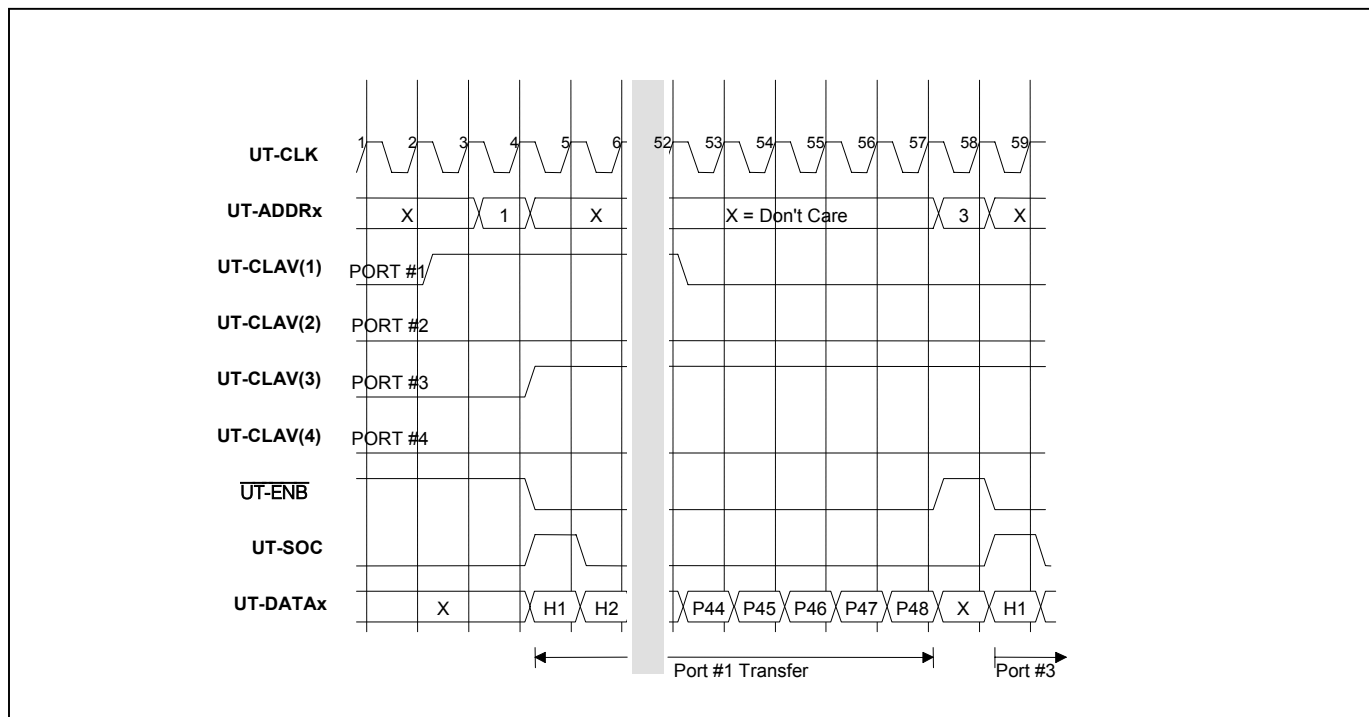 UT-CLK 1 2 3 4 5 6 52 53 54 55 56 57 58 59
UT-ADDRx X 1 X X = Don't Care 3 X
UT-CLAV(1) PORT #1
UT-CLAV(2) PORT #2
UT-CLAV(3) PORT #3
UT-CLAV(4) PORT #4
UT-ENB
UT-SOC
UT-DATAx X H1 H2 P44 P45 P46 P47 P48 X H1
Port #1 Transfer Port #3